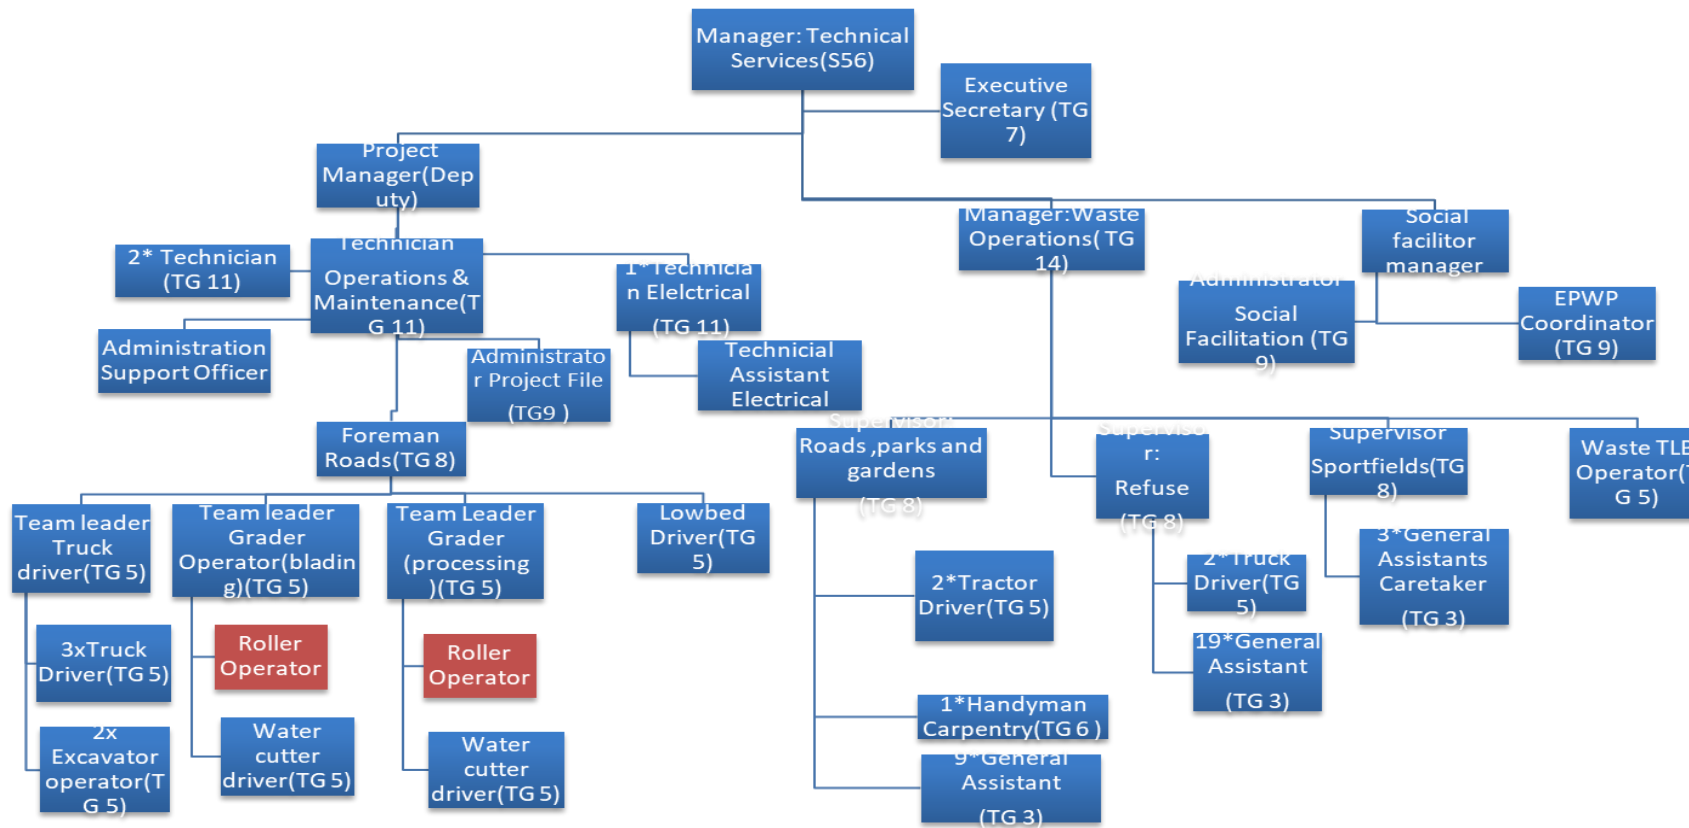 Manager: Technical
Services(S56)
Executive
Secretary (TG
7)
Project
Manager(Dep
uty)
Manager:Waste
Operations( TG
14)
Social
facilitor
manager
2* Technician
(TG 11)
Technician
Operations &
Maintenance(T
G 11)
1*Technicia
n Elelctrical
(TG 11)
Administrator
Social
Facilitation (TG
9)
EPWP
Coordinator
(TG 9)
Administration
Support Officer
Administrato
r Project File
(TG9 )
Technicial
Assistant
Electrical
Foreman
Roads(TG 8)
Supervisor:
Roads ,parks and
gardens
(TG 8)
Superviso
r:
Refuse
(TG 8)
Supervisor
Sportfields(TG
8)
Waste TLB
Operator(T
G 5)
Team leader
Truck
driver(TG 5)
Team leader
Grader
Operator(bladin
g)(TG 5)
Team Leader
Grader
(processing
)(TG 5)
Lowbed
Driver(TG
5)
2*Tractor
Driver(TG 5)
2*Truck
Driver(TG
5)
3*General
Assistants
Caretaker
(TG 3)
3xTruck
Driver(TG 5)
Roller
Operator
Roller
Operator
19*General
Assistant
(TG 3)
1*Handyman
Carpentry(TG 6 )
2x
Excavator
operator(T
G 5)
Water
cutter
driver(TG 5)
Water
cutter
driver(TG 5)
9*General
Assistant
(TG 3)